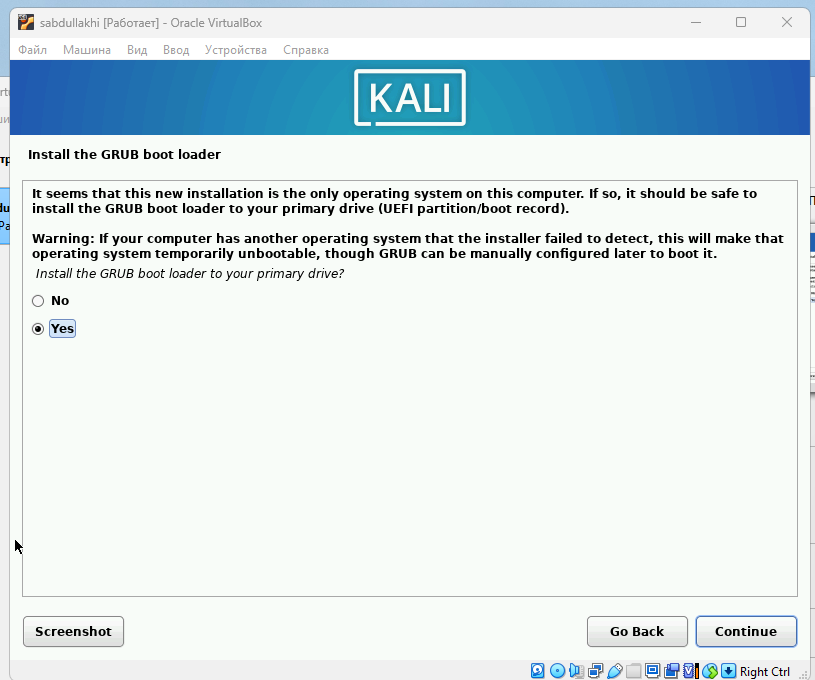 sabdullakhi [Работает] - Oracle VirtualBox
Файл Машина Вид Ввод Устройства Справка
KALI
Install the GRUB boot loader
It seems that this new installation is the only operating system on this computer. If so, it should be safe to
install the GRUB boot loader to your primary drive (UEFI partition/boot record).
Warning: If your computer has another operating system that the installer failed to detect, this will make that
operating system temporarily unbootable, though GRUB can be manually configured later to boot it.
Install the GRUB boot loader to your primary drive?
No
Yes
Screenshot
Go Back
Continue
Right Ctrl